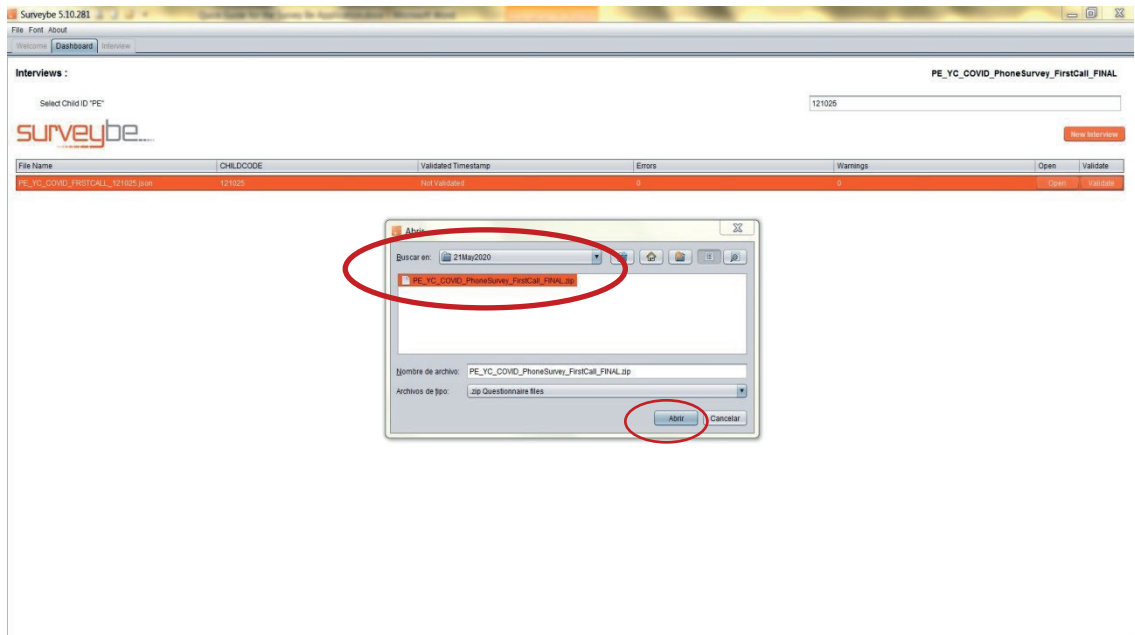 Surveybe 5.10.281
File Font About
Welcome Dashboard Interview
Interviews :
PE_YC_COVID_PhoneSurvey_FirstCall_FINAL
Select Child ID "PE"
121025
surveybe
New Interview
File Name CHILDCODE Validated Timestamp Errors Warnings Open Validate
PE_YC_COVID_FRSTCALL_121025.json 121025 Not Validated 0 0 Open Validate
Abrir
Buscar en: 21May2020
PE_YC_COVID_PhoneSurvey_FirstCall_FINAL.zip
Nombre de archivo: PE_YC_COVID_PhoneSurvey_FirstCall_FINAL.zip
Archivos de tipo: .zip Questionnaire files
Abrir Cancelar